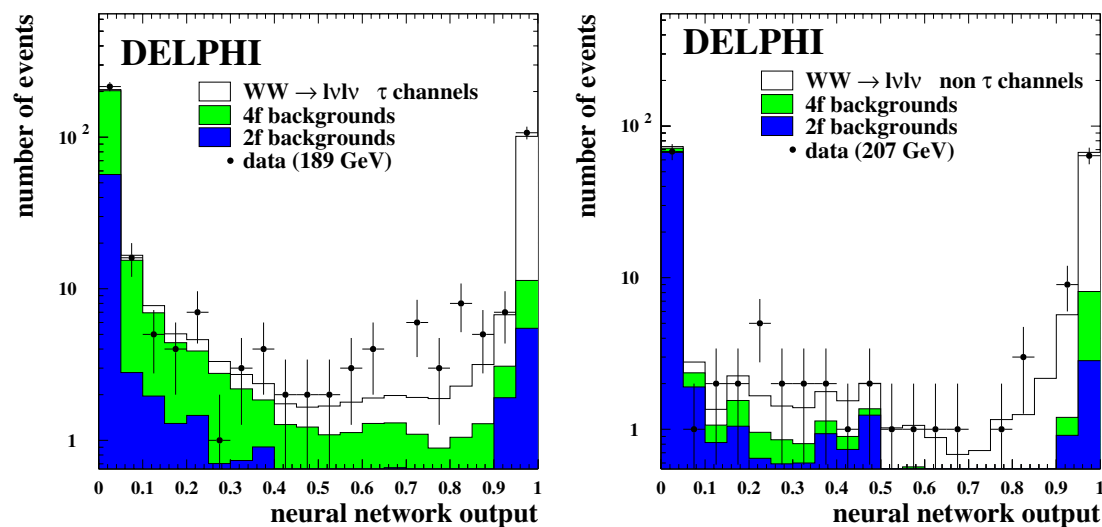 DELPHI
WW → lνlν τ channels
4f backgrounds
2f backgrounds
data (189 GeV)
number of events
10²
10
1
0 0.1 0.2 0.3 0.4 0.5 0.6 0.7 0.8 0.9 1
neural network output
DELPHI
WW → lνlν non τ channels
4f backgrounds
2f backgrounds
data (207 GeV)
number of events
10²
10
1
0 0.1 0.2 0.3 0.4 0.5 0.6 0.7 0.8 0.9 1
neural network output